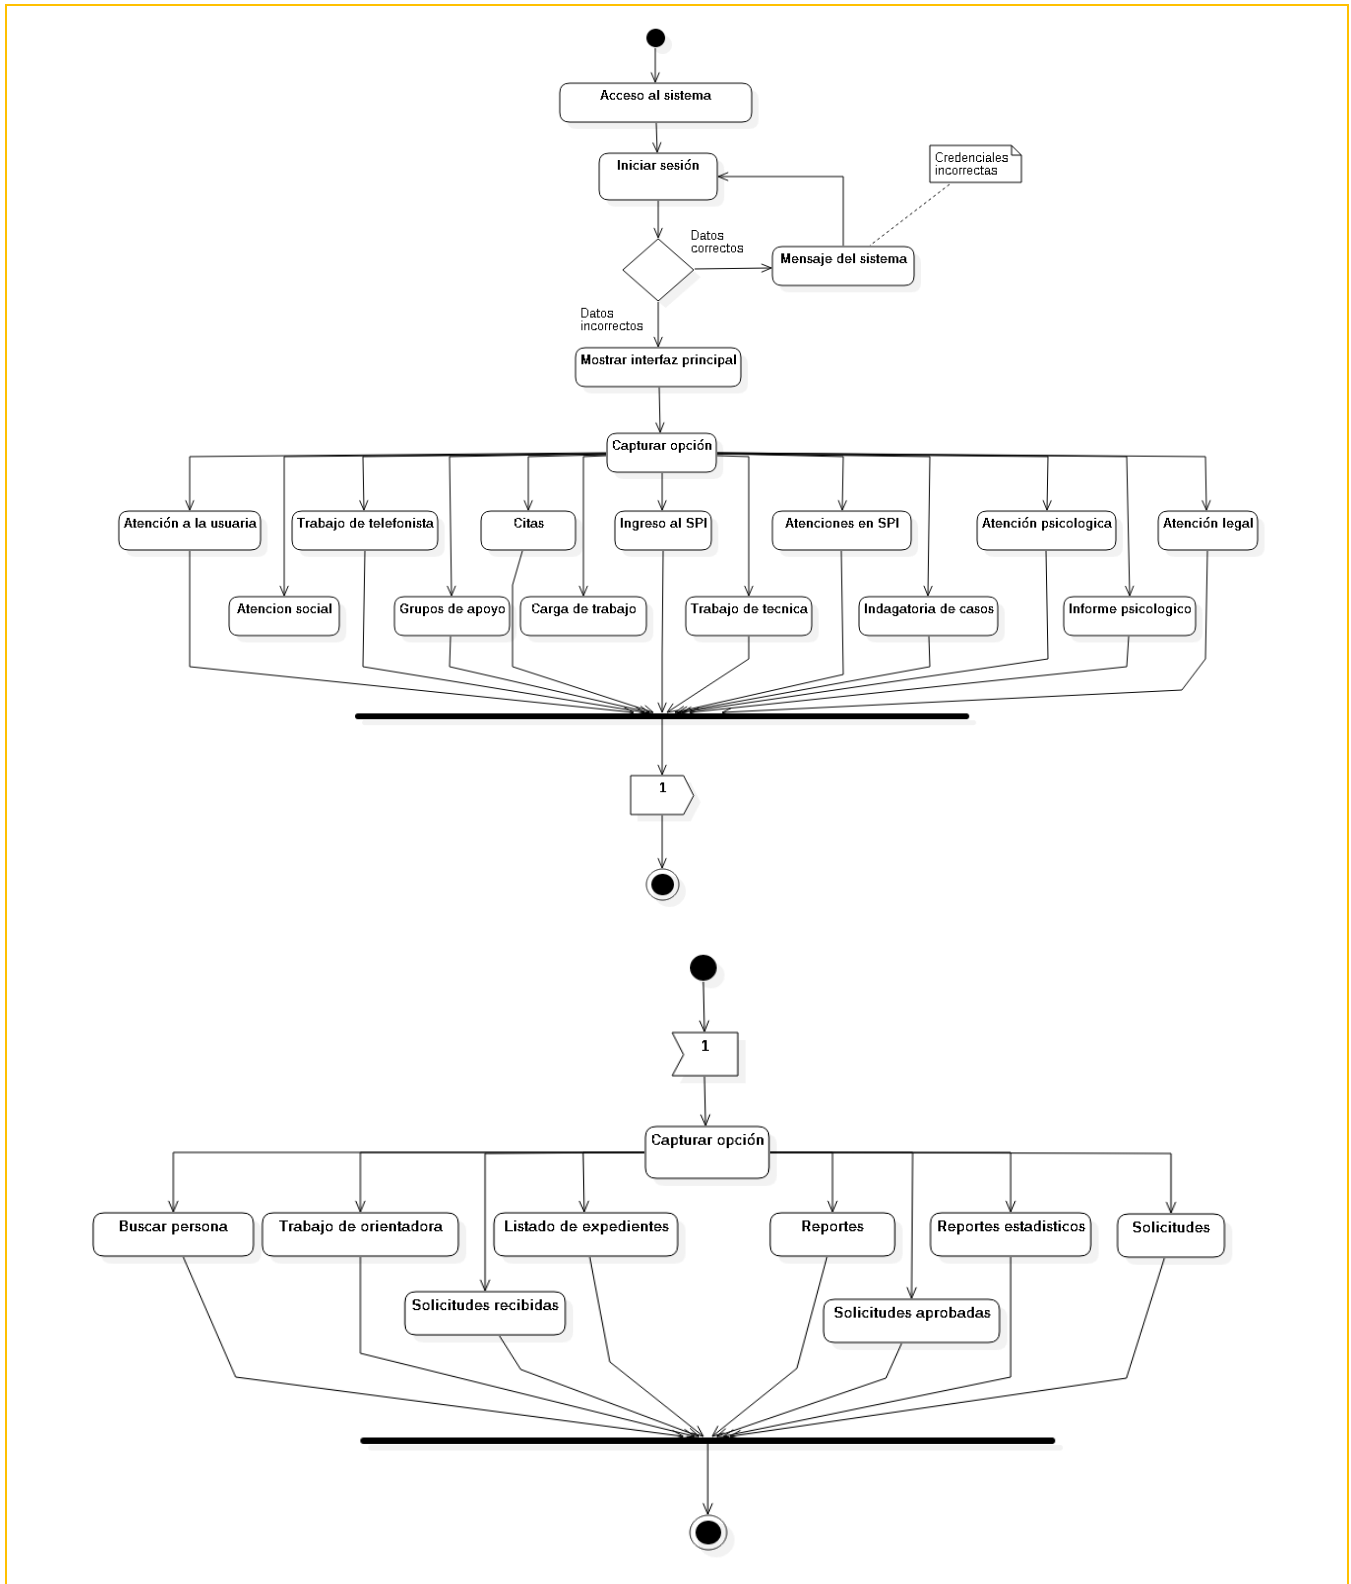 Acceso al sistema
Iniciar sesión
Credenciales
incorrectas
Datos
correctos
Mensaje del sistema
Datos
incorrectos
Mostrar interfaz principal
Capturar opción
Atención a la usuaria
Trabajo de telefonista
Citas
Ingreso al SPI
Atenciones en SPI
Atención psicologica
Atención legal
Atencion social
Grupos de apoyo
Carga de trabajo
Trabajo de tecnica
Indagatoria de casos
Informe psicologico
1
1
Capturar opción
Buscar persona
Trabajo de orientadora
Listado de expedientes
Reportes
Reportes estadisticos
Solicitudes
Solicitudes recibidas
Solicitudes aprobadas